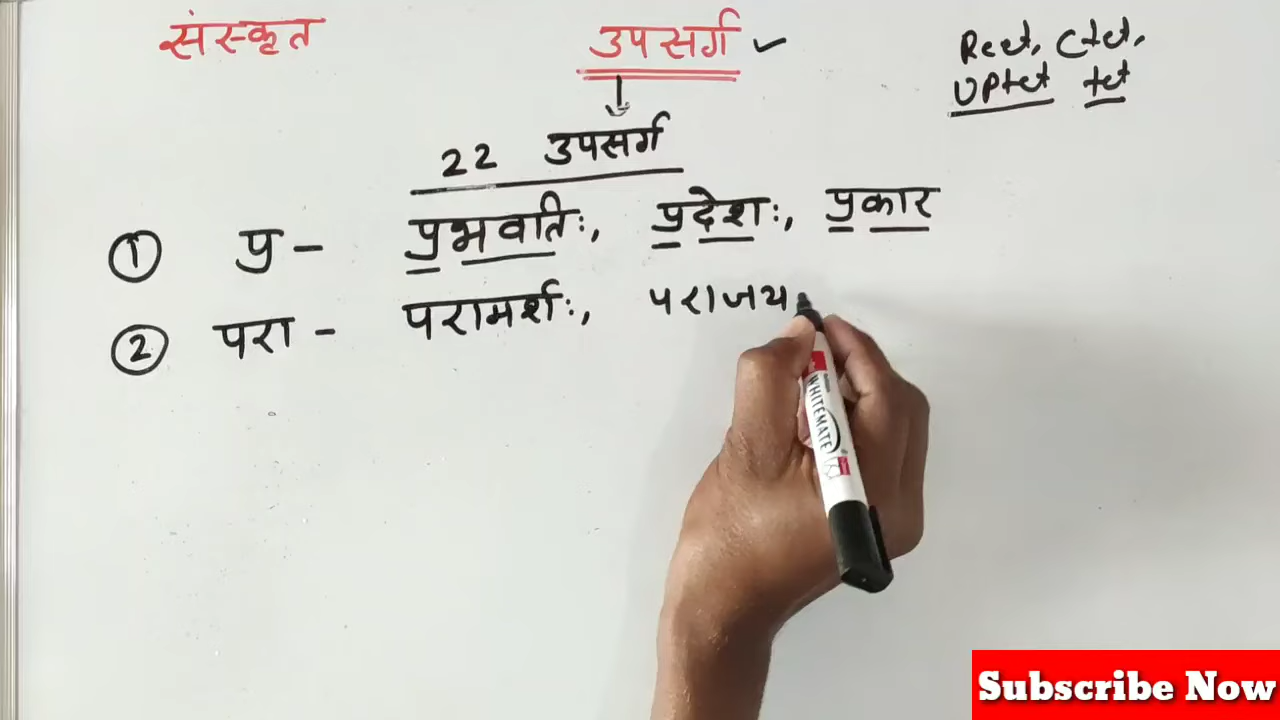 संस्कृत
उपसर्ग
Reet, Ctet,
UPtet tet
22 उपसर्ग
① प्र - प्रभवतिः, प्रदेशः, प्रकार
② परा - परामर्शः, पराजय
WHITEMATE
Subscribe Now